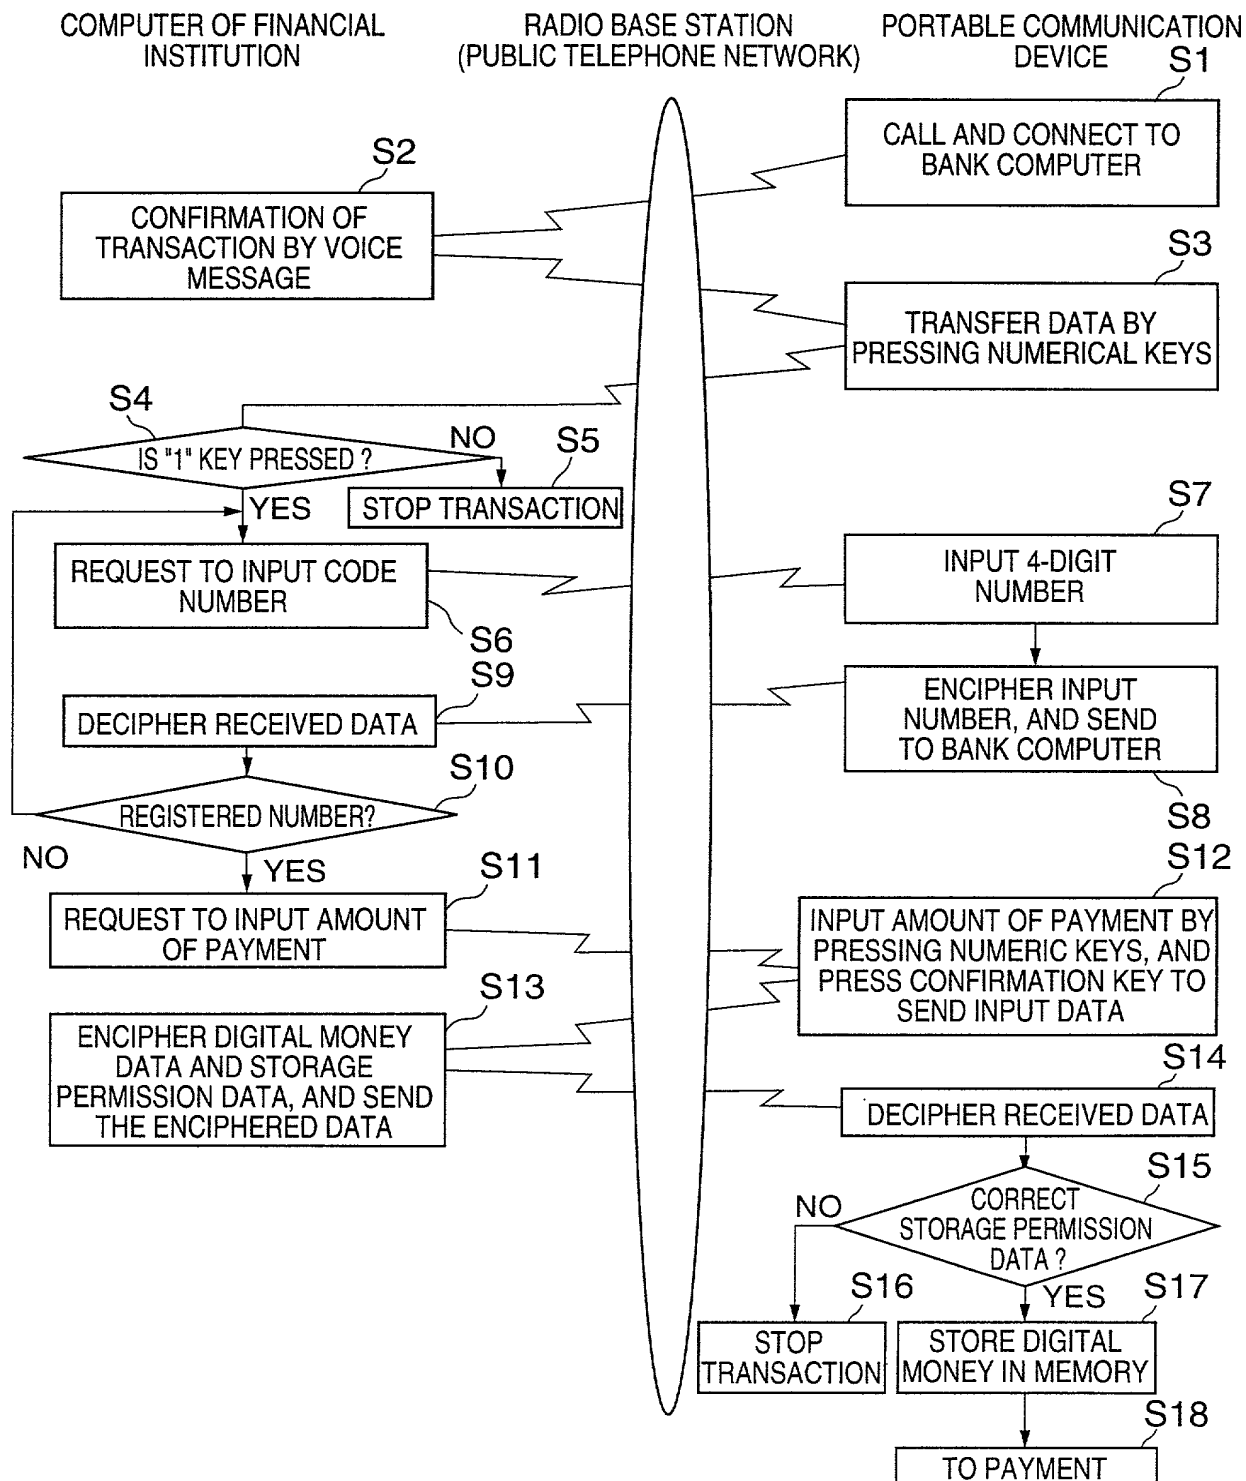 COMPUTER OF FINANCIAL
INSTITUTION
RADIO BASE STATION
(PUBLIC TELEPHONE NETWORK)
PORTABLE COMMUNICATION
DEVICE
S1
CALL AND CONNECT TO
BANK COMPUTER
S2
CONFIRMATION OF
TRANSACTION BY VOICE
MESSAGE
S3
TRANSFER DATA BY
PRESSING NUMERICAL KEYS
S4
IS "1" KEY PRESSED ?
NO
S5
STOP TRANSACTION
YES
REQUEST TO INPUT CODE
NUMBER
S6
S7
INPUT 4-DIGIT
NUMBER
ENCIPHER INPUT
NUMBER, AND SEND
TO BANK COMPUTER
S8
S9
DECIPHER RECEIVED DATA
S10
REGISTERED NUMBER?
NO
YES
S11
REQUEST TO INPUT AMOUNT
OF PAYMENT
S12
INPUT AMOUNT OF PAYMENT BY
PRESSING NUMERIC KEYS, AND
PRESS CONFIRMATION KEY TO
SEND INPUT DATA
S13
ENCIPHER DIGITAL MONEY
DATA AND STORAGE
PERMISSION DATA, AND SEND
THE ENCIPHERED DATA
S14
DECIPHER RECEIVED DATA
S15
CORRECT
STORAGE PERMISSION
DATA ?
NO
YES
S16
STOP
TRANSACTION
S17
STORE DIGITAL
MONEY IN MEMORY
S18
TO PAYMENT